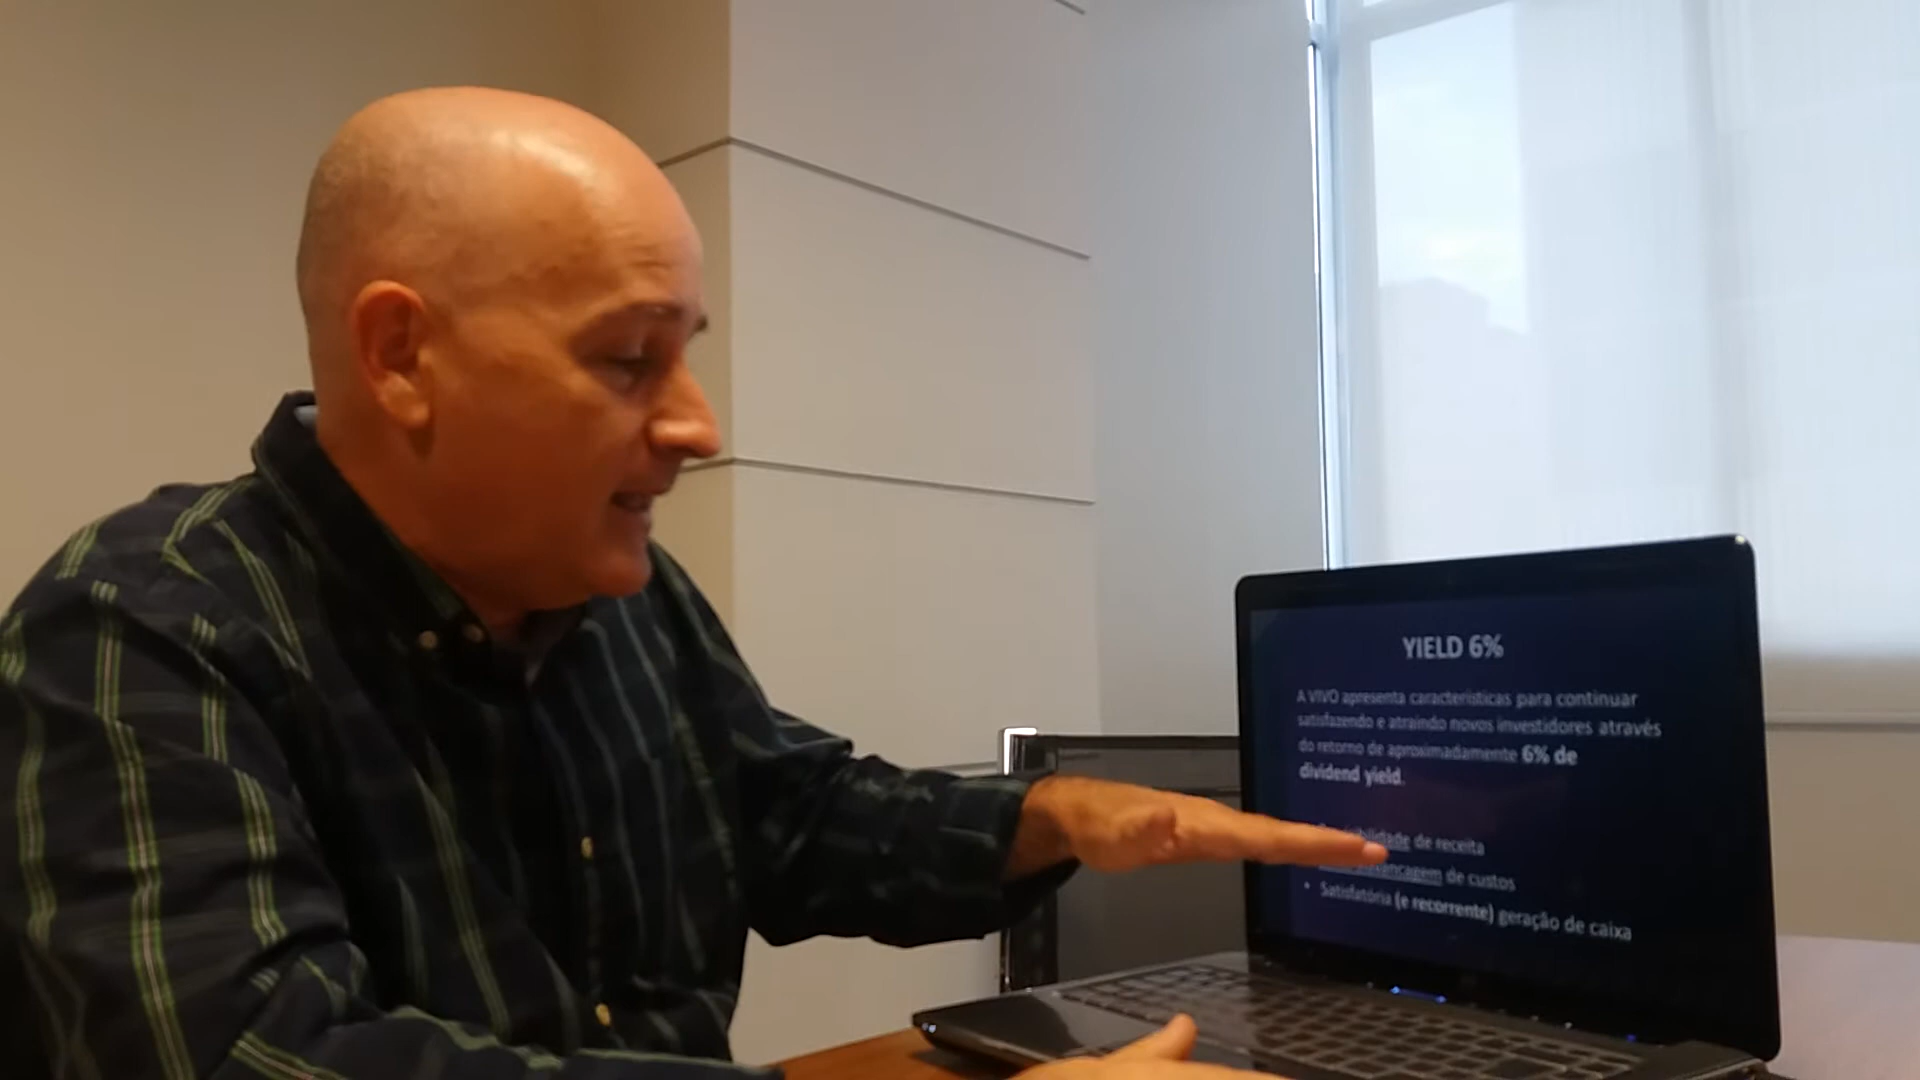 YIELD 6%
A VIVO apresenta características para continuar
satisfazendo e atraindo novos investidores através
do retorno de aproximadamente 6% de
dividend yield.
de receita
de custos
• Satisfatória (e recorrente) geração de caixa